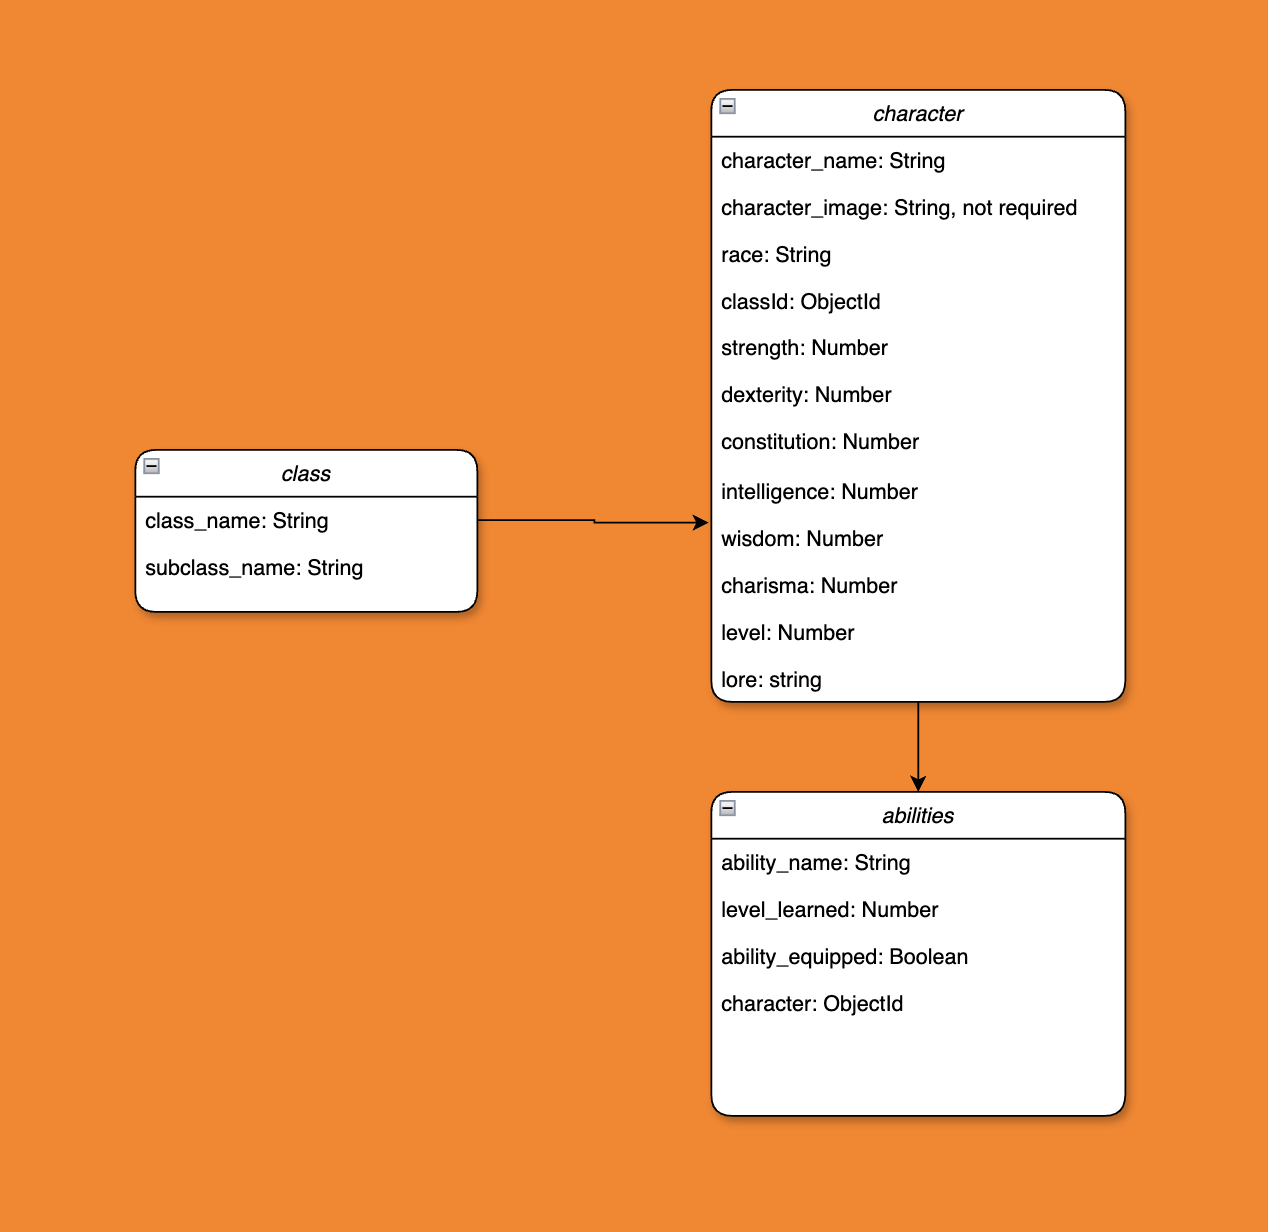 character
character_name: String
character_image: String, not required
race: String
classId: ObjectId
strength: Number
dexterity: Number
constitution: Number
intelligence: Number
wisdom: Number
charisma: Number
level: Number
lore: string
class
class_name: String
subclass_name: String
abilities
ability_name: String
level_learned: Number
ability_equipped: Boolean
character: ObjectId